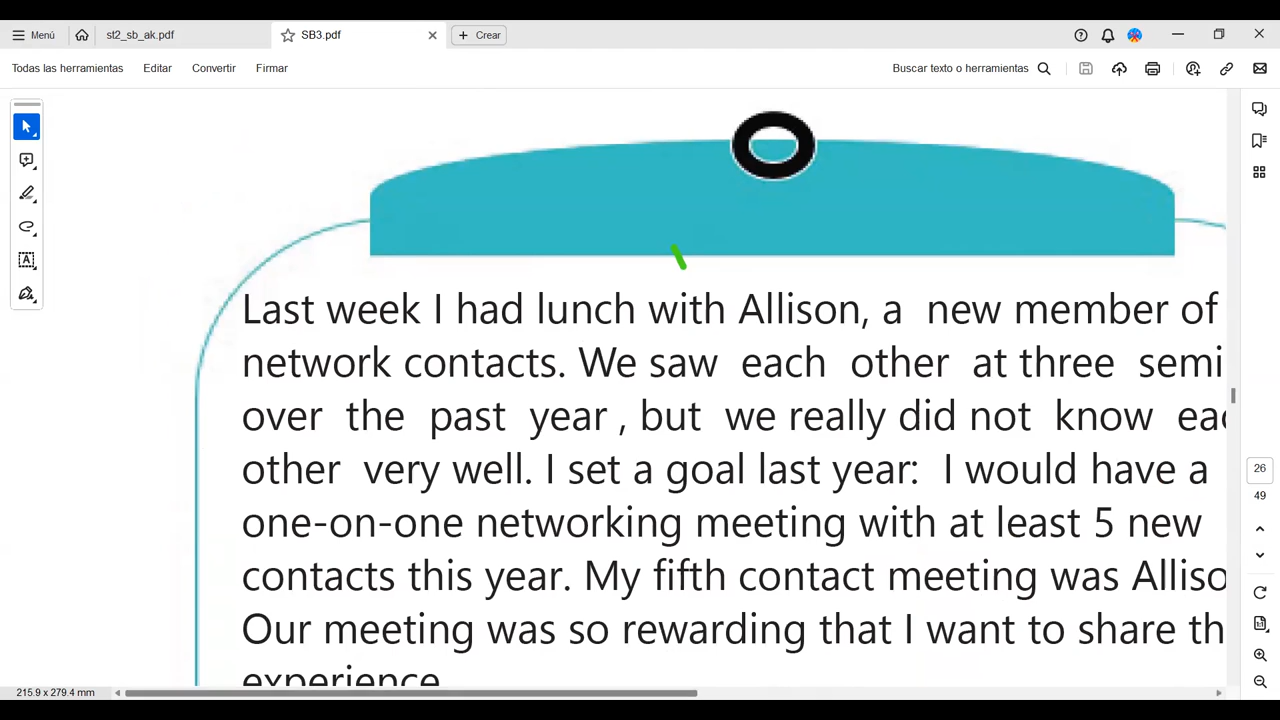 Menú st2_sb_ak.pdf SB3.pdf Crear
Todas las herramientas Editar Convertir Firmar Buscar texto o herramientas
Last week I had lunch with Allison, a new member of
network contacts. We saw each other at three semi
over the past year , but we really did not know eac
other very well. I set a goal last year: I would have a
one-on-one networking meeting with at least 5 new
contacts this year. My fifth contact meeting was Alliso
Our meeting was so rewarding that I want to share th
experience
26
49
215.9 x 279.4 mm